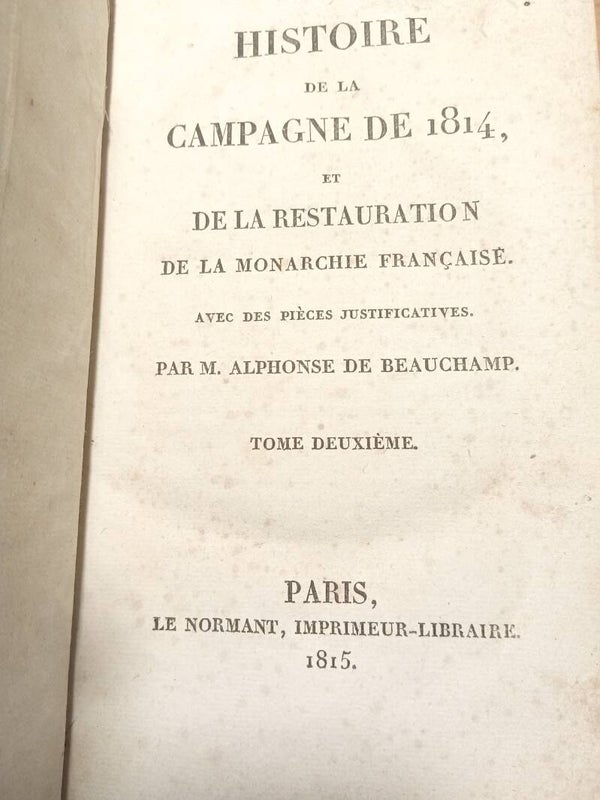 HISTOIRE
DE LA
CAMPAGNE DE 1814,
ET
DE LA RESTAURATION
DE LA MONARCHIE FRANÇAISE.
AVEC DES PIÈCES JUSTIFICATIVES.
PAR M. ALPHONSE DE BEAUCHAMP.
TOME DEUXIÈME.
PARIS,
LE NORMANT, IMPRIMEUR-LIBRAIRE.
1815.